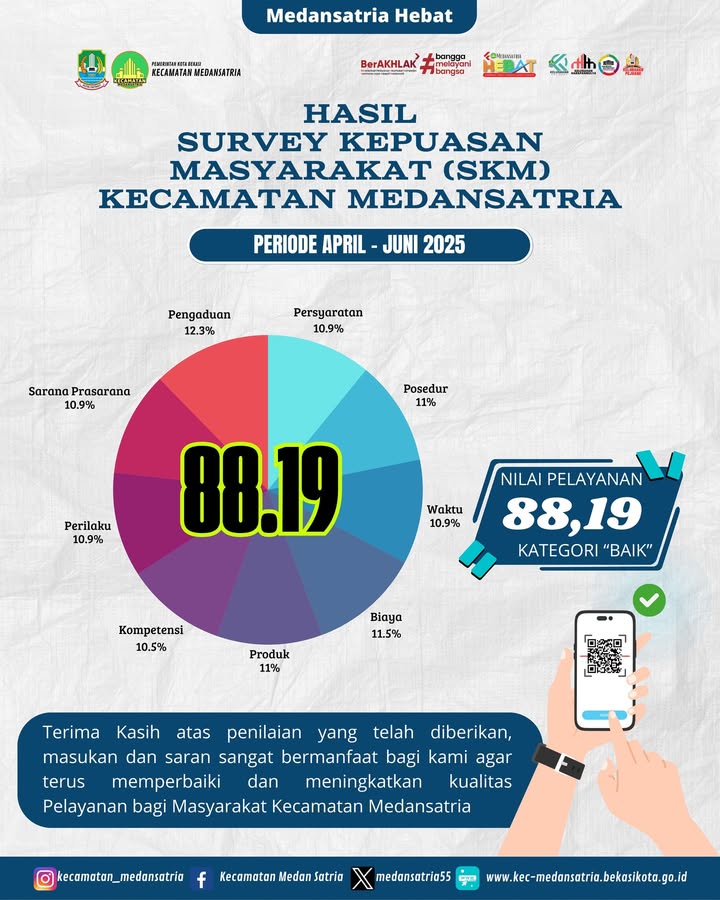 Medansatria Hebat
PEMERINTAH KOTA BEKASI
KECAMATAN MEDANSATRIA
BerAKHLAK
#bangga
melayani
bangsa
MEDANSATRIA
HEBAT
KECAMATAN
HASIL
SURVEY KEPUASAN
MASYARAKAT (SKM)
KECAMATAN MEDANSATRIA
PERIODE APRIL - JUNI 2025
Pengaduan
12.3%
Persyaratan
10.9%
Sarana Prasarana
10.9%
Posedur
11%
88.19
Waktu
10.9%
Perilaku
10.9%
Biaya
11.5%
Kompetensi
10.5%
Produk
11%
NILAI PELAYANAN
88,19
KATEGORI “BAIK”
Terima Kasih atas penilaian yang telah diberikan,
masukan dan saran sangat bermanfaat bagi kami agar
terus memperbaiki dan meningkatkan kualitas
Pelayanan bagi Masyarakat Kecamatan Medansatria
kecamatan_medansatria
Kecamatan Medan Satria
medansatria55
www.kec-medansatria.bekasikota.go.id